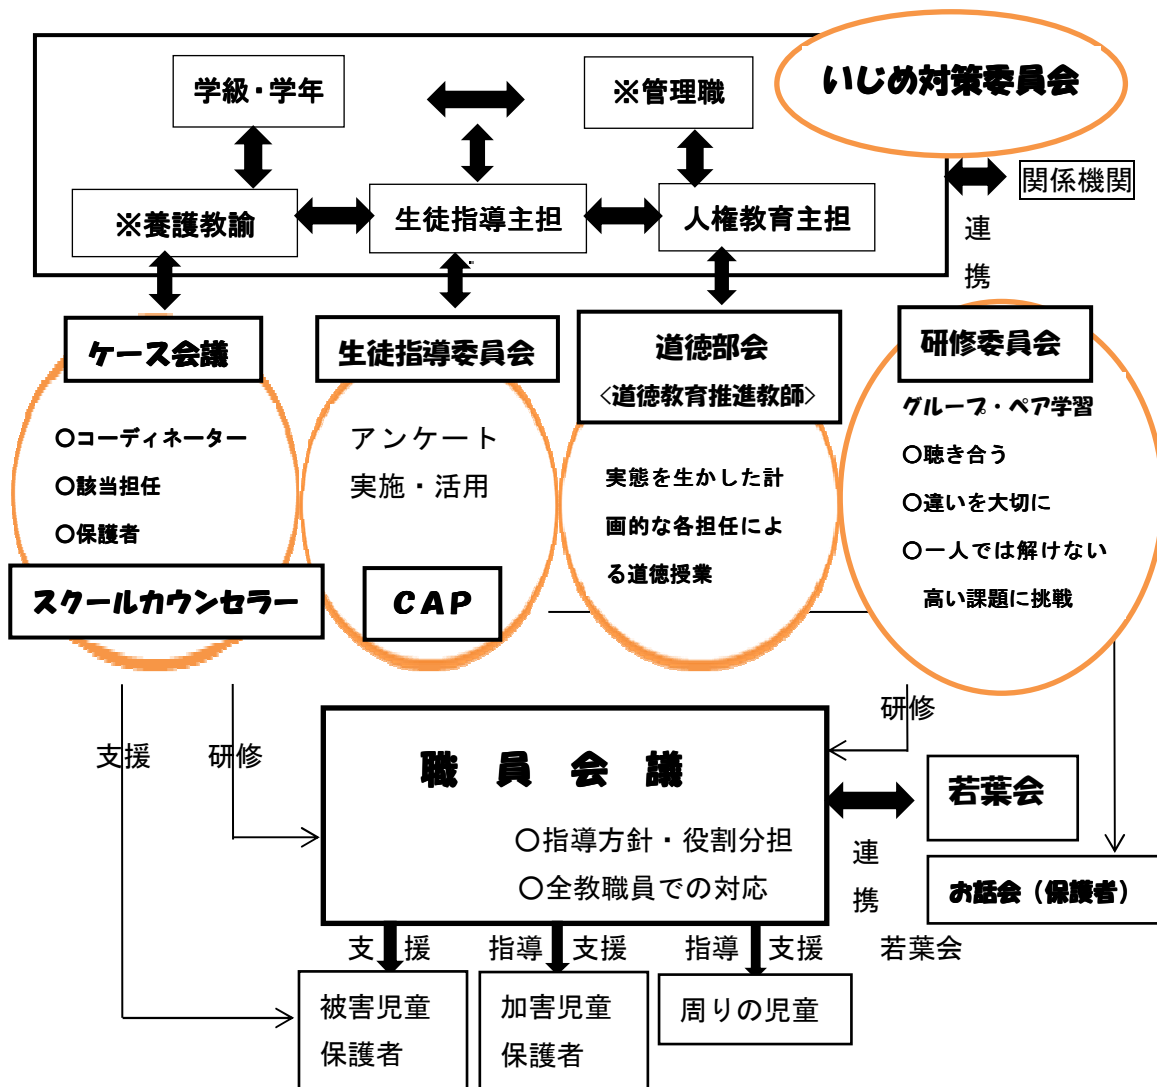 いじめ対策委員会
学級・学年
※管理職
関係機関
※養護教諭
生徒指導主担
人権教育主担
連
携
ケース会議
〇コーディネーター
〇該当担任
〇保護者
スクールカウンセラー
生徒指導委員会
アンケート
実施・活用
CAP
道徳部会
<道徳教育推進教師>
実態を生かした計
画的な各担任によ
る道徳授業
研修委員会
グループ・ペア学習
〇聴き合う
〇違いを大切に
〇一人では解けない
高い課題に挑戦
支援
研修
研修
職 員 会 議
〇指導方針・役割分担
〇全教職員での対応
若葉会
連
携
お話会（保護者）
支 援
指導 支援
指導 支援
若葉会
被害児童
保護者
加害児童
保護者
周りの児童